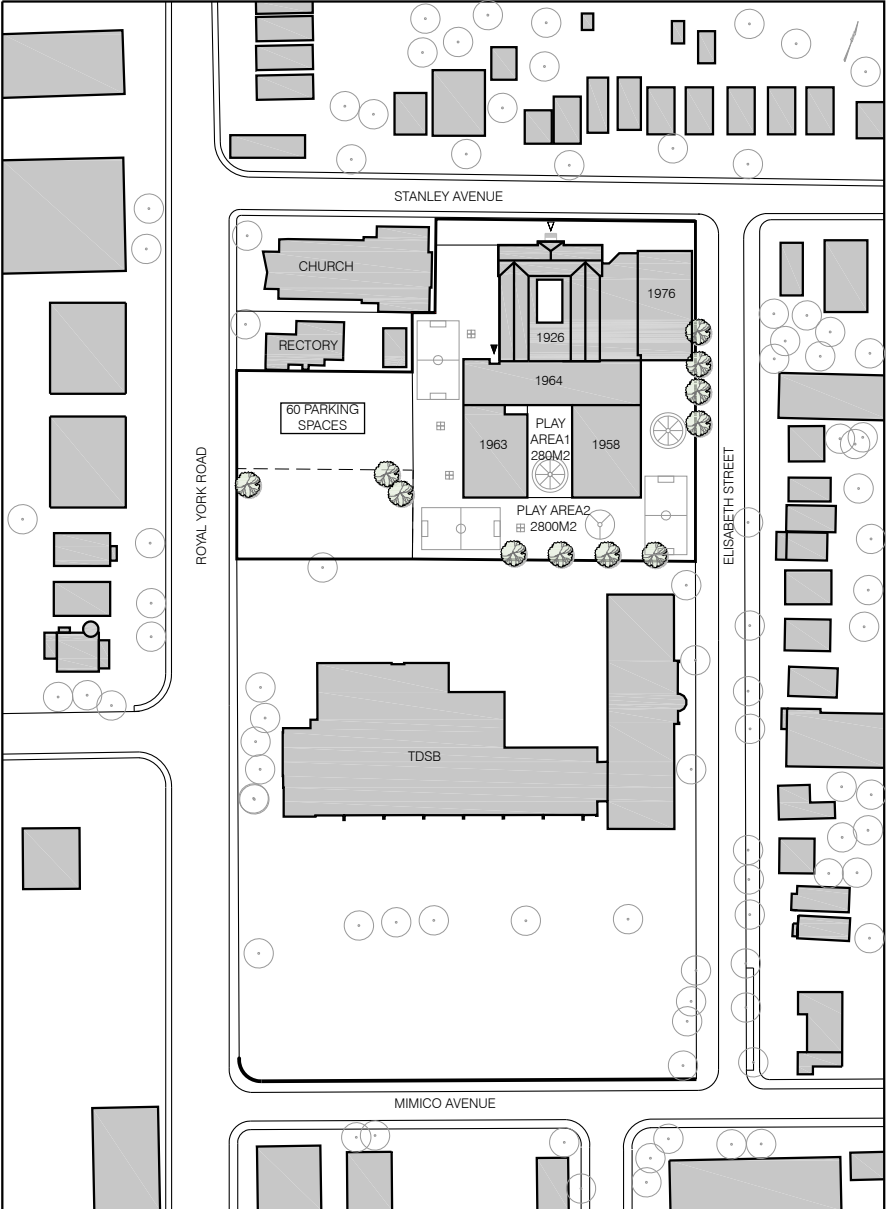 STANLEY AVENUE
CHURCH
1976
1926
RECTORY
1964
60 PARKING
SPACES
PLAY
AREA1
280M2
1963
1958
ROYAL YORK ROAD
ELISABETH STREET
PLAY AREA2
2800M2
TDSB
MIMICO AVENUE